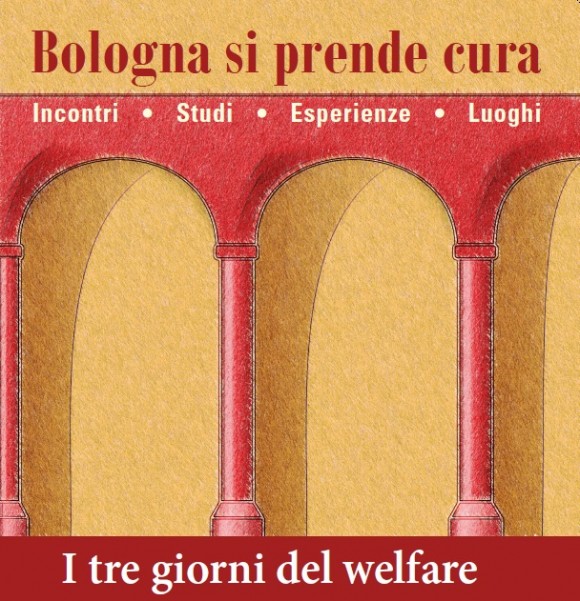 Bologna si prende cura
Incontri • Studi • Esperienze • Luoghi
I tre giorni del welfare